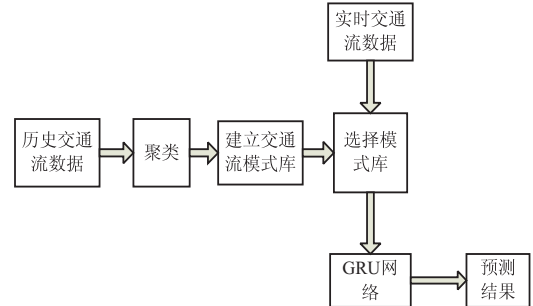 实时交通
流数据
历史交通
流数据
聚类
建立交通
流模式库
选择模
式库
GRU网
络
预测
结果